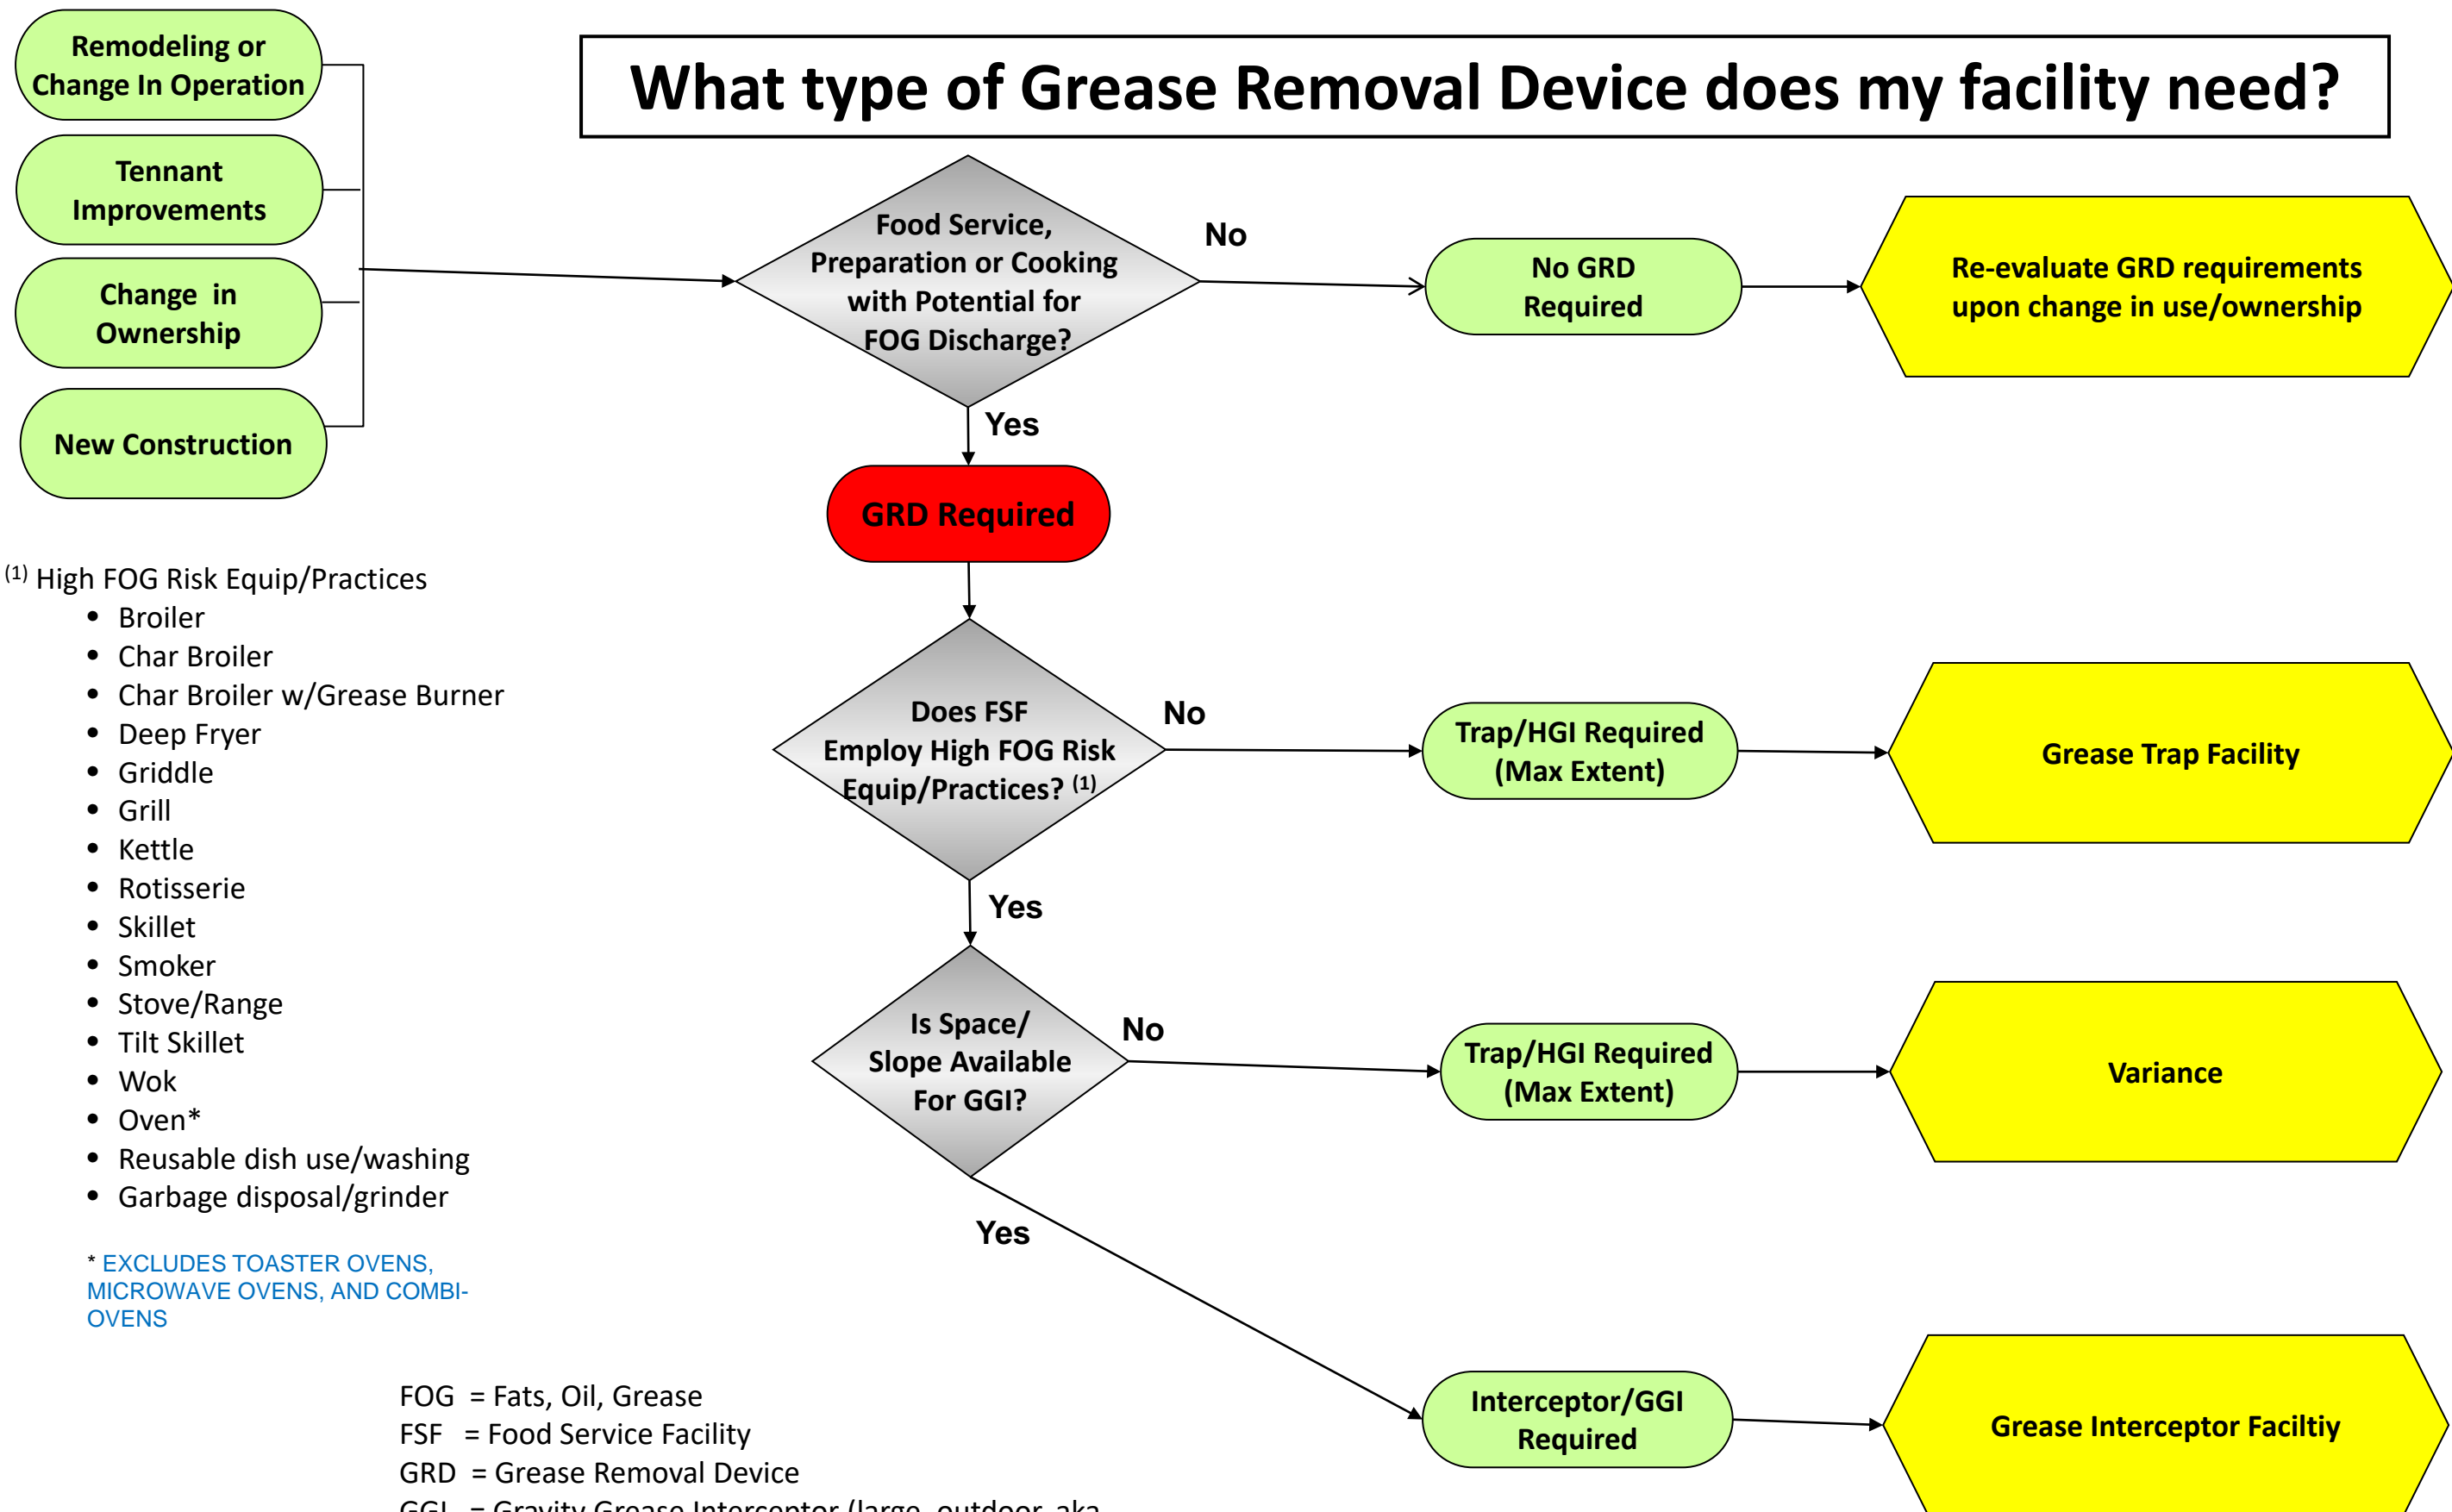 What type of Grease Removal Device does my facility need?
Remodeling or
Change In Operation
Tennant
Improvements
Change in
Ownership
New Construction
Food Service,
Preparation or Cooking
with Potential for
FOG Discharge?
No
No GRD
Required
Re-evaluate GRD requirements
upon change in use/ownership
Yes
GRD Required
Does FSF
Employ High FOG Risk
Equip/Practices? (1)
No
Trap/HGI Required
(Max Extent)
Grease Trap Facility
Yes
Is Space/
Slope Available
For GGI?
No
Trap/HGI Required
(Max Extent)
Variance
Yes
Interceptor/GGI
Required
Grease Interceptor Faciltiy
(1) High FOG Risk Equip/Practices
• Broiler
• Char Broiler
• Char Broiler w/Grease Burner
• Deep Fryer
• Griddle
• Grill
• Kettle
• Rotisserie
• Skillet
• Smoker
• Stove/Range
• Tilt Skillet
• Wok
• Oven*
• Reusable dish use/washing
• Garbage disposal/grinder
* EXCLUDES TOASTER OVENS,
MICROWAVE OVENS, AND COMBI-
OVENS
FOG = Fats, Oil, Grease
FSF = Food Service Facility
GRD = Grease Removal Device
GGI = Gravity Grease Interceptor (large, outdoor, aka